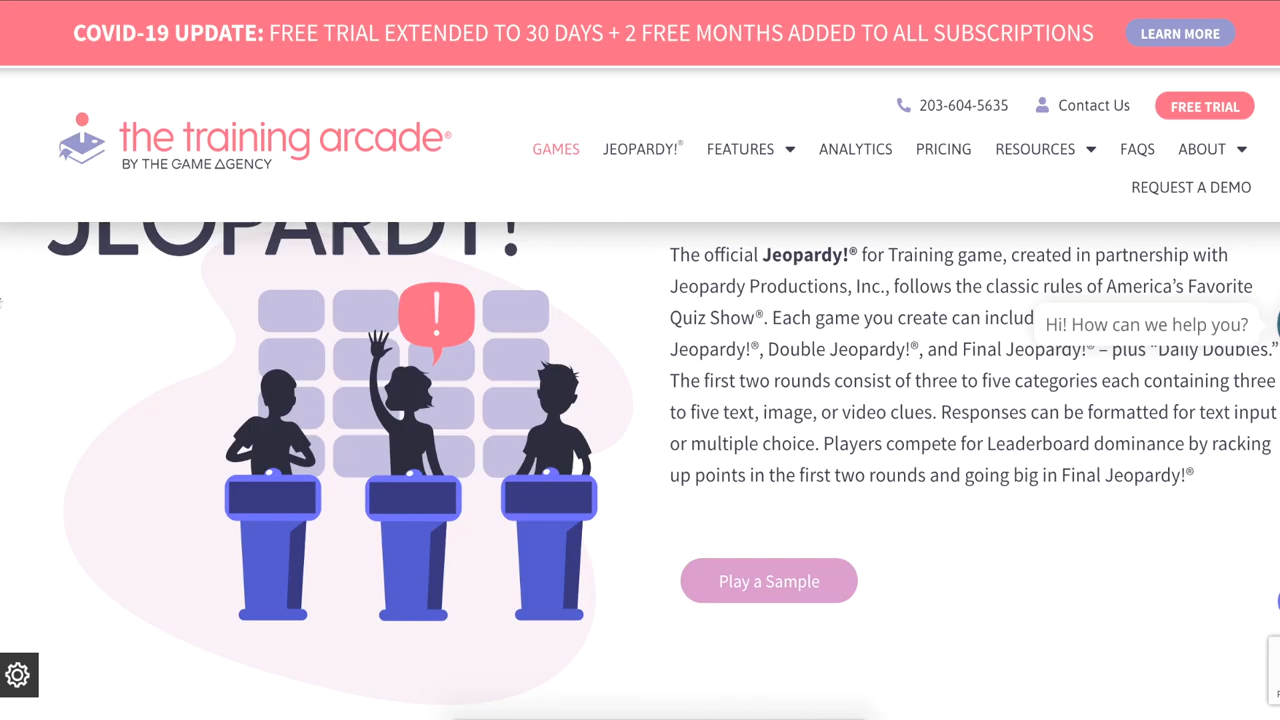 COVID-19 UPDATE: FREE TRIAL EXTENDED TO 30 DAYS + 2 FREE MONTHS ADDED TO ALL SUBSCRIPTIONS
LEARN MORE
203-604-5635
Contact Us
FREE TRIAL
the training arcade®
BY THE GAME AGENCY
GAMES
JEOPARDY!®
FEATURES
ANALYTICS
PRICING
RESOURCES
FAQS
ABOUT
REQUEST A DEMO
JEOPARDY!
!
The official Jeopardy!® for Training game, created in partnership with
Jeopardy Productions, Inc., follows the classic rules of America's Favorite
Quiz Show®. Each game you create can includ
Hi! How can we help you?
Jeopardy!®, Double Jeopardy!®, and Final Jeopardy!® – plus "Daily Doubles."
The first two rounds consist of three to five categories each containing three
to five text, image, or video clues. Responses can be formatted for text input
or multiple choice. Players compete for Leaderboard dominance by racking
up points in the first two rounds and going big in Final Jeopardy!®
Play a Sample